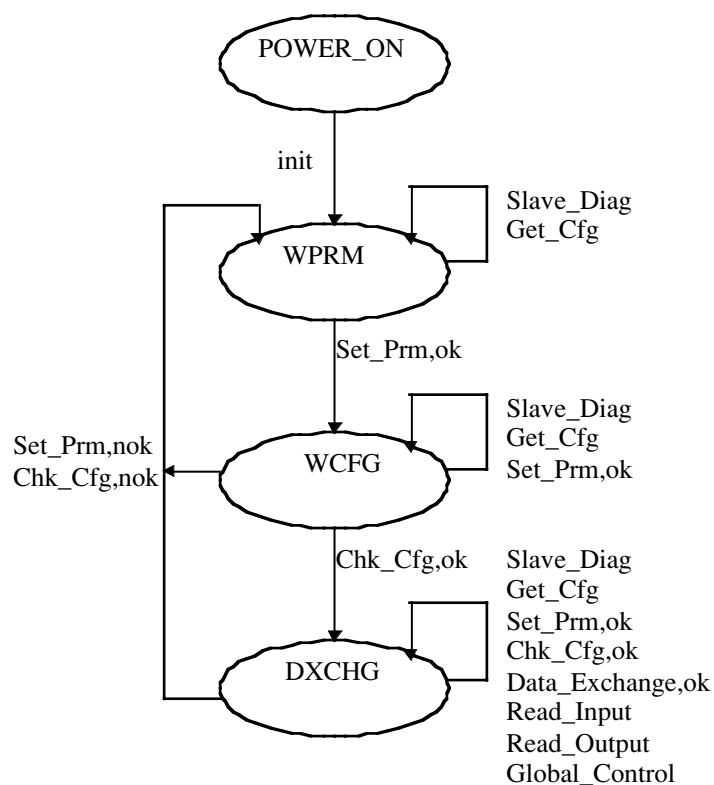 POWER_ON
init
Slave_Diag
Get_Cfg
WPRM
Set_Prm,ok
Slave_Diag
Get_Cfg
Set_Prm,ok
WCFG
Set_Prm,nok
Chk_Cfg,nok
Chk_Cfg,ok
Slave_Diag
Get_Cfg
Set_Prm,ok
Chk_Cfg,ok
Data_Exchange,ok
Read_Input
Read_Output
Global_Control
DXCHG